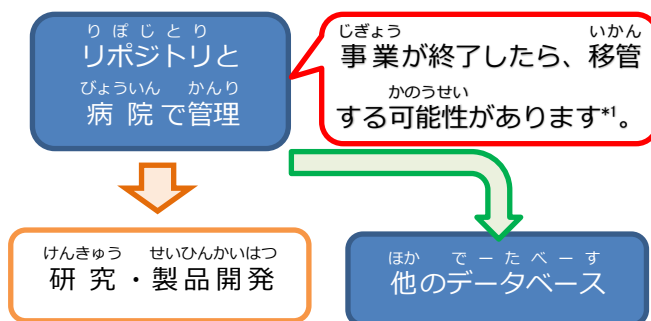 りぽじとり
リポジトリと
びょういん かんり
病院で管理
じぎょう いかん
事業が終了したら、移管
かのうせい
する可能性があります*1。
けんきゅう せいひんかいはつ
研究・製品開発
ほか でーたべーす
他のデータベース